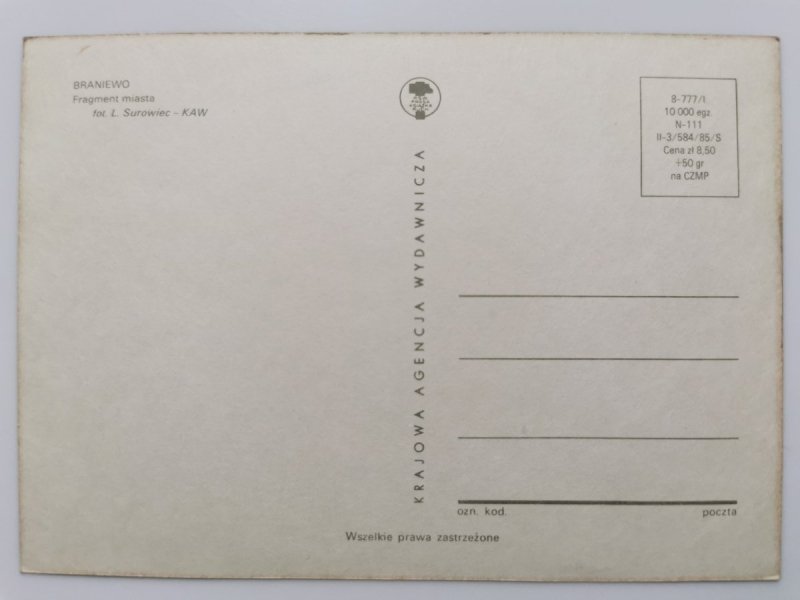 BRANIEWO
Fragment miasta
fot. L. Surowiec – KAW
KRAJOWA AGENCJA WYDAWNICZA
8-777/I
10 000 egz.
N-111
II-3/584/85/S
Cena zł 8,50
+50 gr
na CZMP
ozn. kod.
poczta
Wszelkie prawa zastrzeżone